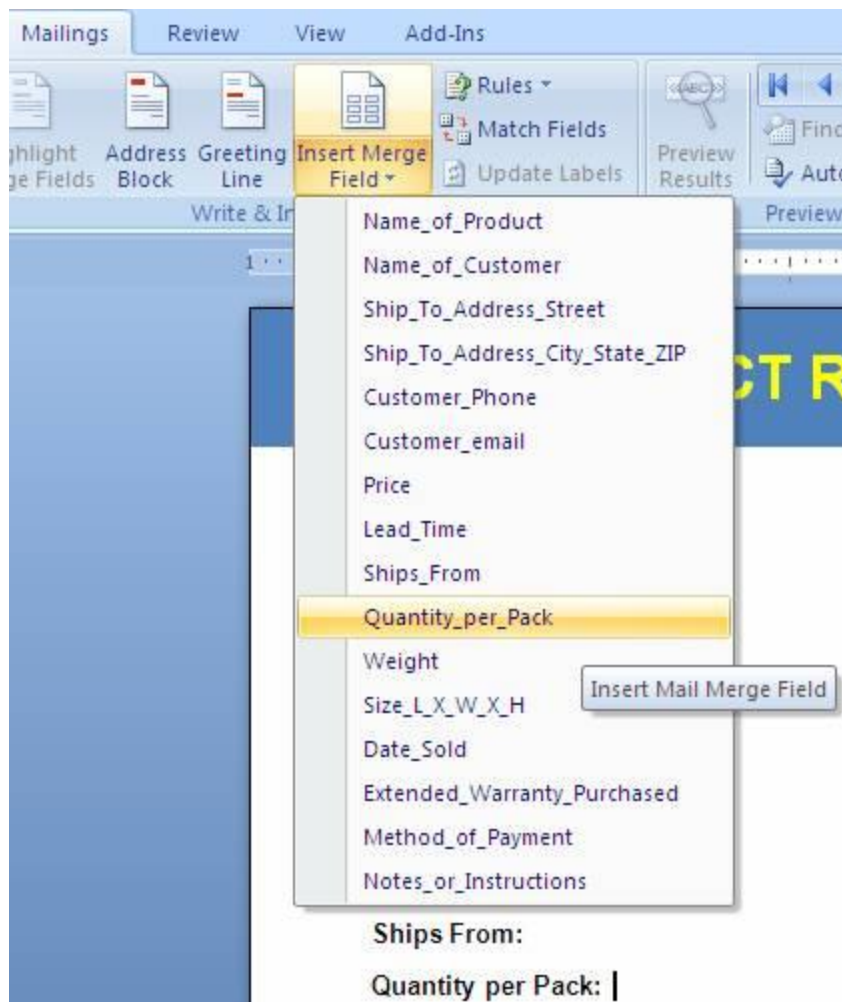 Mailings Review View Add-Ins
Rules
Match Fields
Update Labels
Address Block
Greeting Line
Insert Merge Field
Preview Results
Write &
Preview
1
Name_of_Product
Name_of_Customer
Ship_To_Address_Street
Ship_To_Address_City_State_ZIP
Customer_Phone
Customer_email
Price
Lead_Time
Ships_From
Quantity_per_Pack
Weight
Insert Mail Merge Field
Size_L_X_W_X_H
Date_Sold
Extended_Warranty_Purchased
Method_of_Payment
Notes_or_Instructions
CT R
Ships From:
Quantity per Pack: